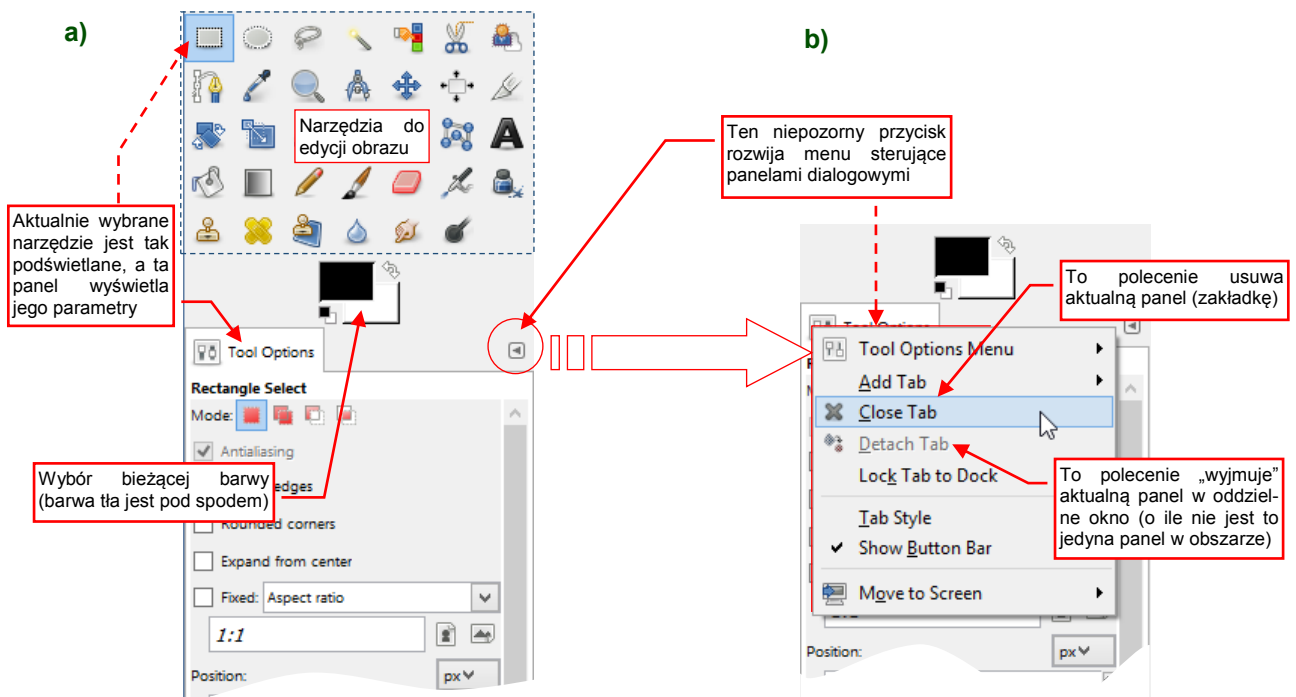 a)
Narzędzia do
edycji obrazu
Aktualnie wybrane
narzędzie jest tak
podświetlane, a ta
panel wyświetla
jego parametry
Tool Options
Rectangle Select
Mode:
Antialiasing
Wybór bieżącej barwy
(barwa tła jest pod spodem)
edges
Rounded corners
Expand from center
Fixed: Aspect ratio
1:1
Position:
px
b)
Ten niepozorny przycisk
rozwija menu sterujące
panelami dialogowymi
To polecenie usuwa
aktualną panel (zakładkę)
Tool Options
Tool Options Menu
Add Tab
Close Tab
Detach Tab
Lock Tab to Dock
To polecenie „wyjmuje”
aktualną panel w oddziel-
ne okno (o ile nie jest to
jedyna panel w obszarze)
Tab Style
Show Button Bar
Move to Screen
Position:
px